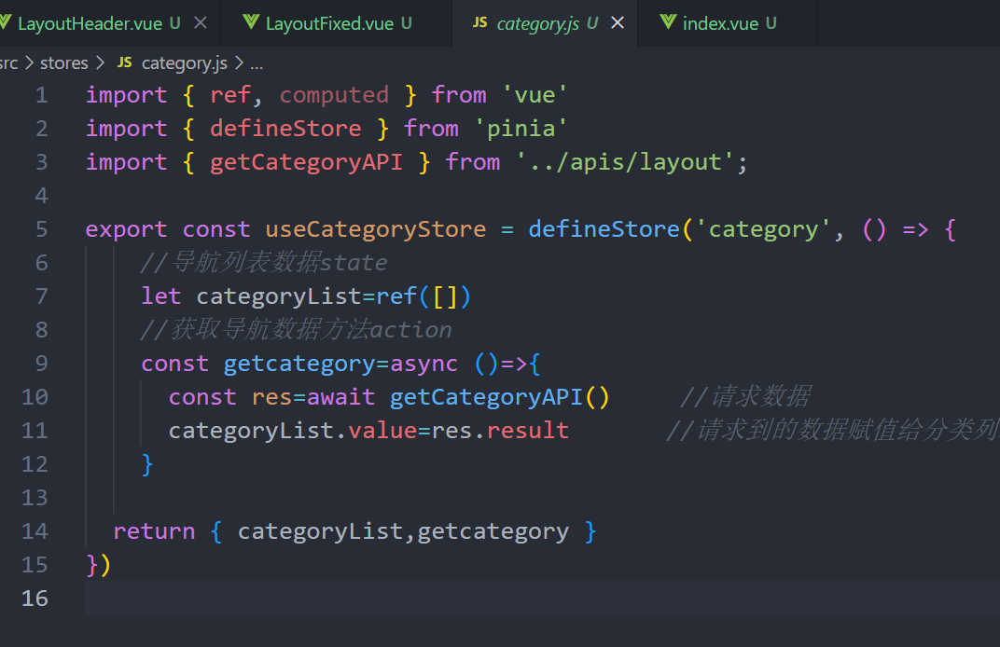 LayoutHeader.vue U × LayoutFixed.vue U JS category.js U × index.vue U
src > stores > JS category.js > ...
1 import { ref, computed } from 'vue'
2 import { defineStore } from 'pinia'
3 import { getCategoryAPI } from '../apis/layout';
4
5 export const useCategoryStore = defineStore('category', () => {
6 //导航列表数据state
7 let categoryList=ref([])
8 //获取导航数据方法action
9 const getcategory=async ()=>{
10 const res=await getCategoryAPI() //请求数据
11 categoryList.value=res.result //请求到的数据赋值给分类列
12 }
13
14 return { categoryList,getcategory }
15 })
16